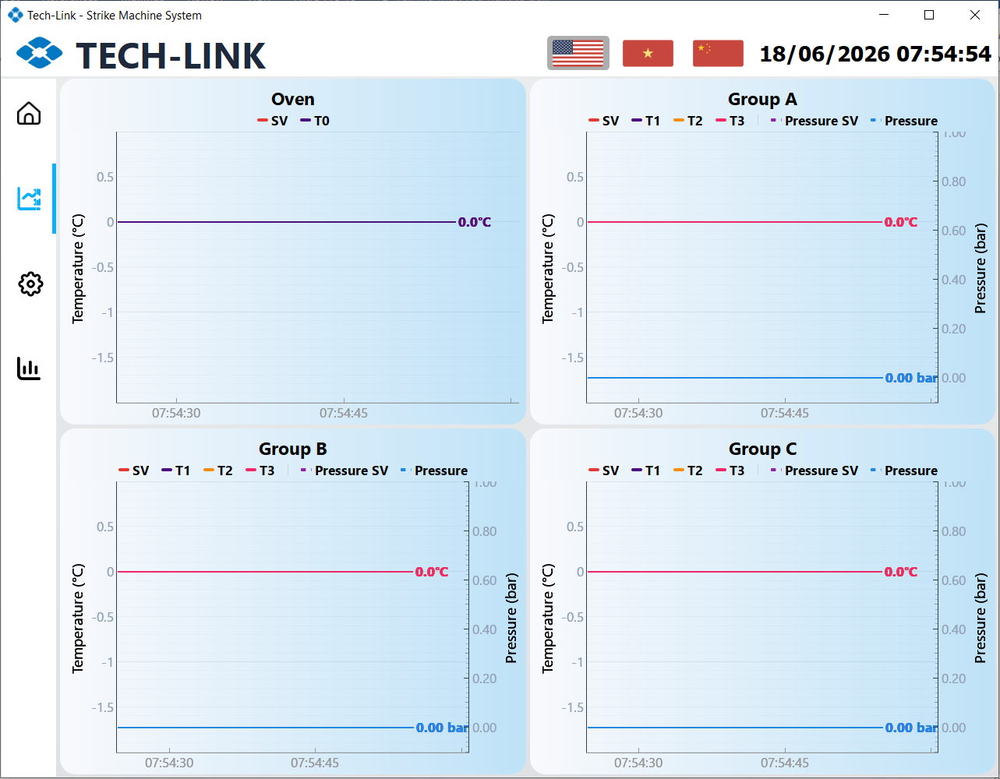 Tech-Link - Strike Machine System
TECH-LINK
18/06/2026 07:54:54
Oven
SV T0
Temperature (°C)
0.5
0
-0.5
-1
-1.5
0.0°C
07:54:30 07:54:45
Group A
SV T1 T2 T3 Pressure SV Pressure
Temperature (°C)
0.5
0
-0.5
-1
-1.5
0.0°C
0.00 bar
1.00
0.80
0.60
0.40
0.20
0.00
Pressure (bar)
07:54:30 07:54:45
Group B
SV T1 T2 T3 Pressure SV Pressure
Temperature (°C)
0.5
0
-0.5
-1
-1.5
0.0°C
0.00 bar
1.00
0.80
0.60
0.40
0.20
0.00
Pressure (bar)
07:54:30 07:54:45
Group C
SV T1 T2 T3 Pressure SV Pressure
Temperature (°C)
0.5
0
-0.5
-1
-1.5
0.0°C
0.00 bar
1.00
0.80
0.60
0.40
0.20
0.00
Pressure (bar)
07:54:30 07:54:45